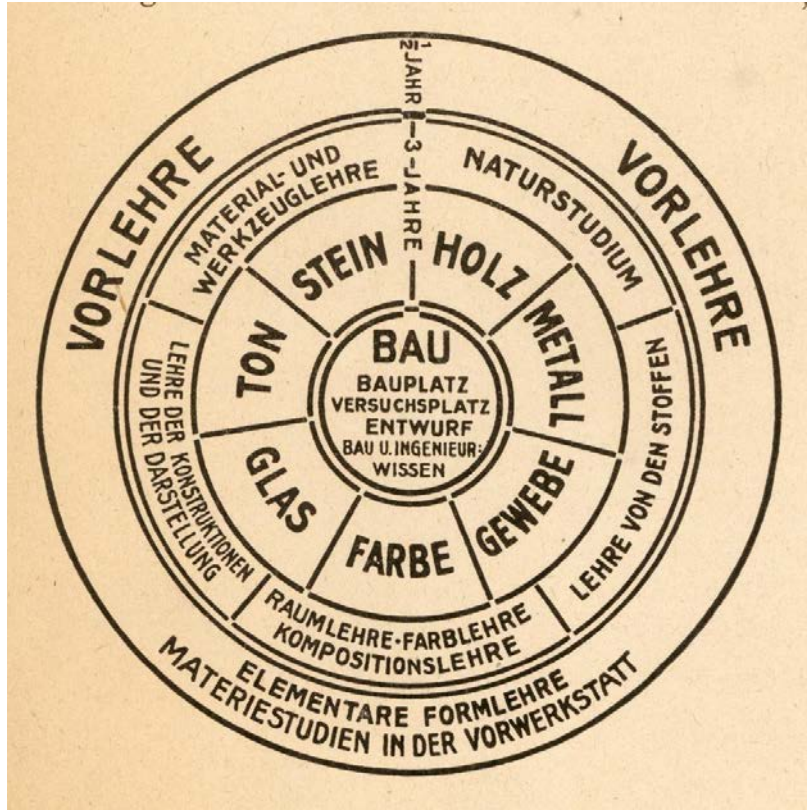 ½ JAHR
3 - JAHRE
VORLEHRE
VORLEHRE
MATERIAL- UND
WERKZEUGLEHRE
NATURSTUDIUM
LEHRE VON DEN STOFFEN
RAUMLEHRE·FARBLEHRE
KOMPOSITIONSLEHRE
LEHRE DER KONSTRUKTIONEN
UND DER DARSTELLUNG
STEIN
HOLZ
METALL
GEWEBE
FARBE
GLAS
TON
BAU
BAUPLATZ
VERSUCHSPLATZ
ENTWURF
BAU U. INGENIEUR:
WISSEN
ELEMENTARE FORMLEHRE
MATERIESTUDIEN IN DER VORWERKSTATT